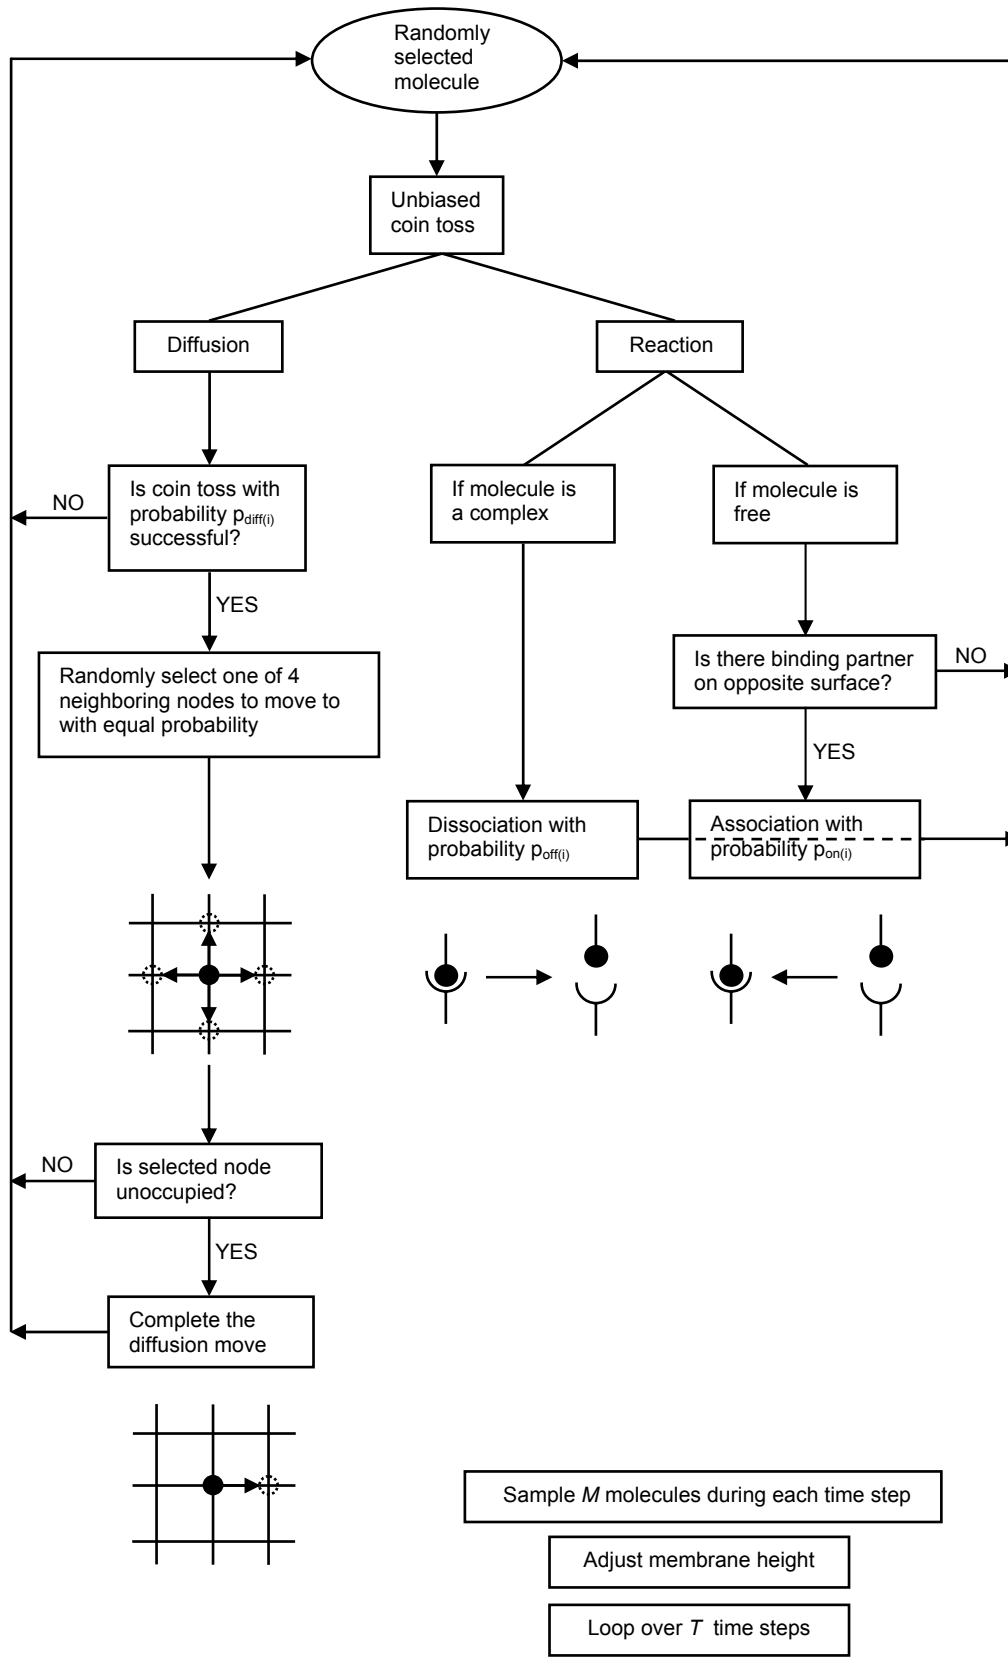 Randomly
selected
molecule
Unbiased
coin toss
Diffusion
Reaction
Is coin toss with
probability pdiff(i)
successful?
NO
YES
If molecule is
a complex
If molecule is
free
Randomly select one of 4
neighboring nodes to move to
with equal probability
Is there binding partner
on opposite surface?
NO
YES
Dissociation with
probability poff(i)
Association with
probability pon(i)
Is selected node
unoccupied?
NO
YES
Complete the
diffusion move
Sample M molecules during each time step
Adjust membrane height
Loop over T time steps